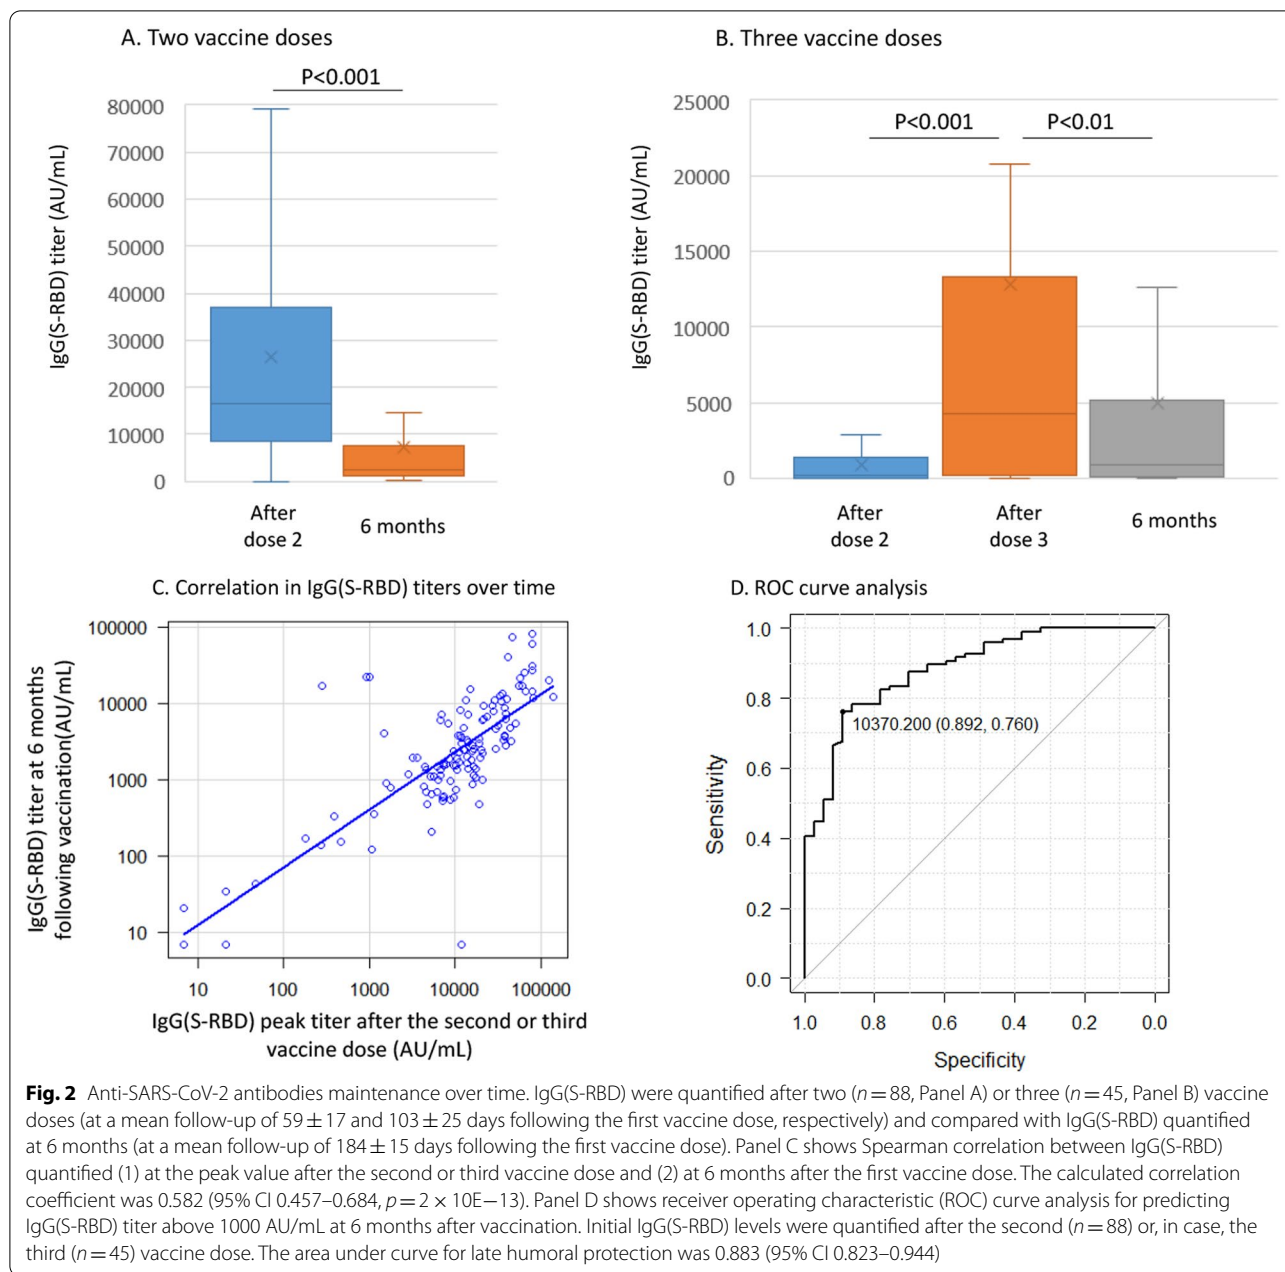 A. Two vaccine doses
P<0.001
80000
70000
60000
50000
40000
30000
20000
10000
0
IgG(S-RBD) titer (AU/mL)
After
dose 2
6 months
B. Three vaccine doses
25000
20000
15000
10000
5000
0
P<0.001
P<0.01
IgG(S-RBD) titer (AU/mL)
After
dose 2
After
dose 3
6 months
C. Correlation in IgG(S-RBD) titers over time
100000
10000
1000
100
10
IgG(S-RBD) titer at 6 months
following vaccination(AU/mL)
10
100
1000
10000
100000
IgG(S-RBD) peak titer after the second or third
vaccine dose (AU/mL)
D. ROC curve analysis
1.0
0.8
0.6
0.4
0.2
0.0
Sensitivity
10370.200 (0.892, 0.760)
1.0
0.8
0.6
0.4
0.2
0.0
Specificity
Fig. 2 Anti-SARS-CoV-2 antibodies maintenance over time. IgG(S-RBD) were quantified after two (n = 88, Panel A) or three (n = 45, Panel B) vaccine
doses (at a mean follow-up of 59 ± 17 and 103 ± 25 days following the first vaccine dose, respectively) and compared with IgG(S-RBD) quantified
at 6 months (at a mean follow-up of 184 ± 15 days following the first vaccine dose). Panel C shows Spearman correlation between IgG(S-RBD)
quantified (1) at the peak value after the second or third vaccine dose and (2) at 6 months after the first vaccine dose. The calculated correlation
coefficient was 0.582 (95% CI 0.457–0.684, p = 2 × 10E−13). Panel D shows receiver operating characteristic (ROC) curve analysis for predicting
IgG(S-RBD) titer above 1000 AU/mL at 6 months after vaccination. Initial IgG(S-RBD) levels were quantified after the second (n = 88) or, in case, the
third (n = 45) vaccine dose. The area under curve for late humoral protection was 0.883 (95% CI 0.823–0.944)